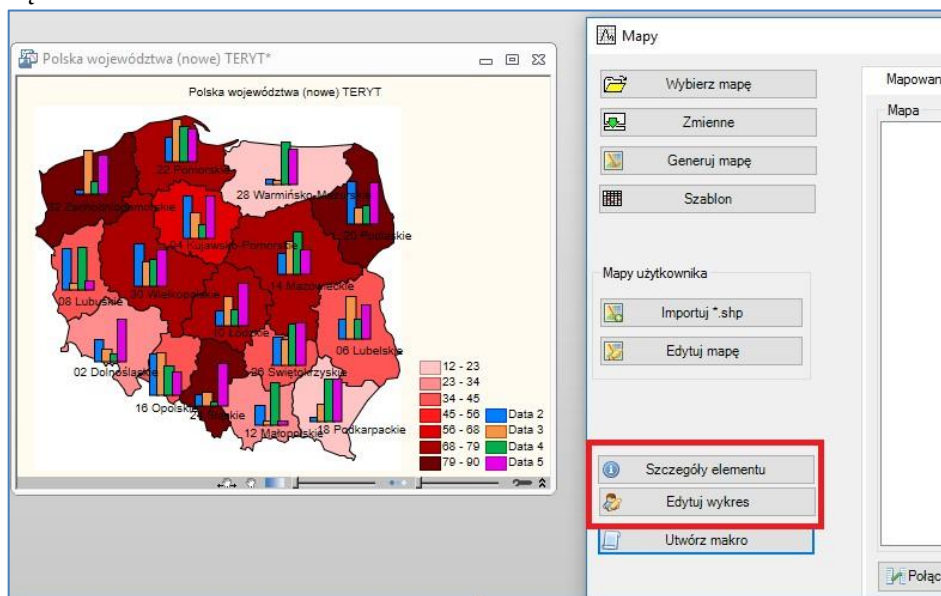 Polska województwa (nowe) TERYT*
Polska województwa (nowe) TERYT
22 Pomorskie
28 Warmińsko-Mazurskie
32 Zachodniopomorskie
20 Podlaskie
04 Kujawsko-Pomorskie
14 Mazowieckie
08 Lubuskie
30 Wielkopolskie
10 Łódzkie
06 Lubelskie
02 Dolnośląskie
26 Świętokrzyskie
16 Opolskie
24 Śląskie
12 Małopolskie
18 Podkarpackie
12 - 23
23 - 34
34 - 45
45 - 56 Data 2
56 - 68 Data 3
68 - 79 Data 4
79 - 90 Data 5
Mapy
Wybierz mapę
Zmienne
Generuj mapę
Szablon
Mapy użytkownika
Importuj *.shp
Edytuj mapę
Szczegóły elementu
Edytuj wykres
Utwórz makro
Mapowan
Mapa
Połąc